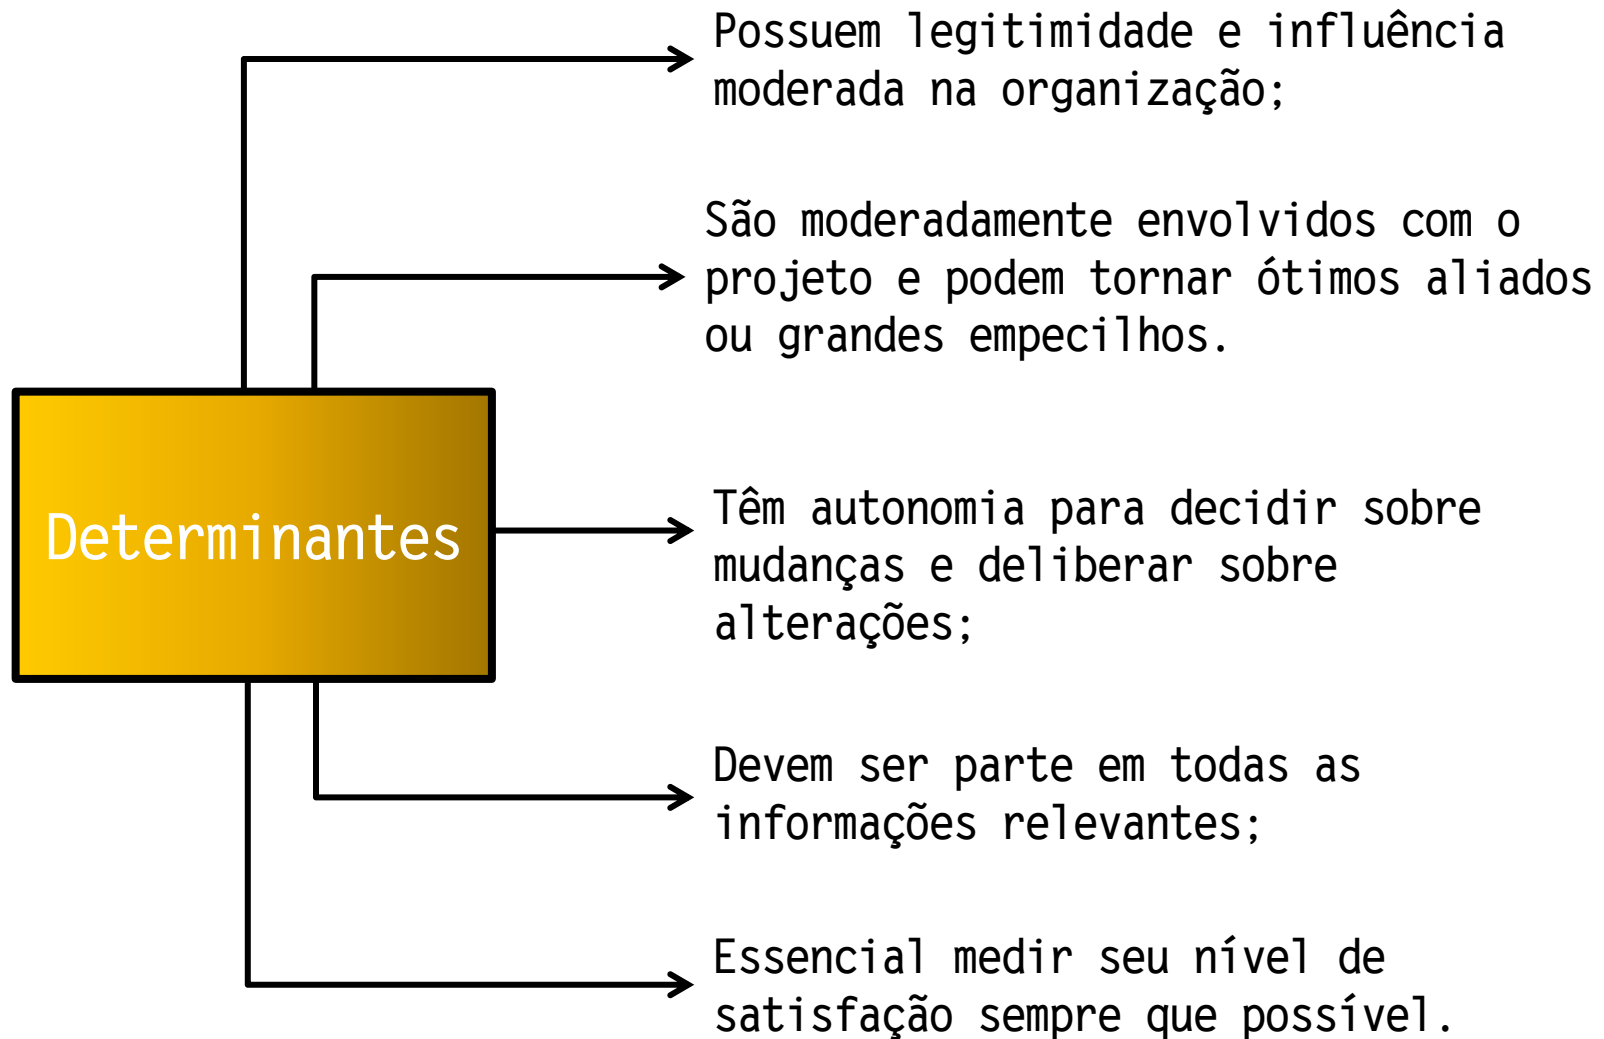 Possuem legitimidade e influência
moderada na organização;
São moderadamente envolvidos com o
projeto e podem tornar ótimos aliados
ou grandes empecilhos.
Determinantes
Têm autonomia para decidir sobre
mudanças e deliberar sobre
alterações;
Devem ser parte em todas as
informações relevantes;
Essencial medir seu nível de
satisfação sempre que possível.